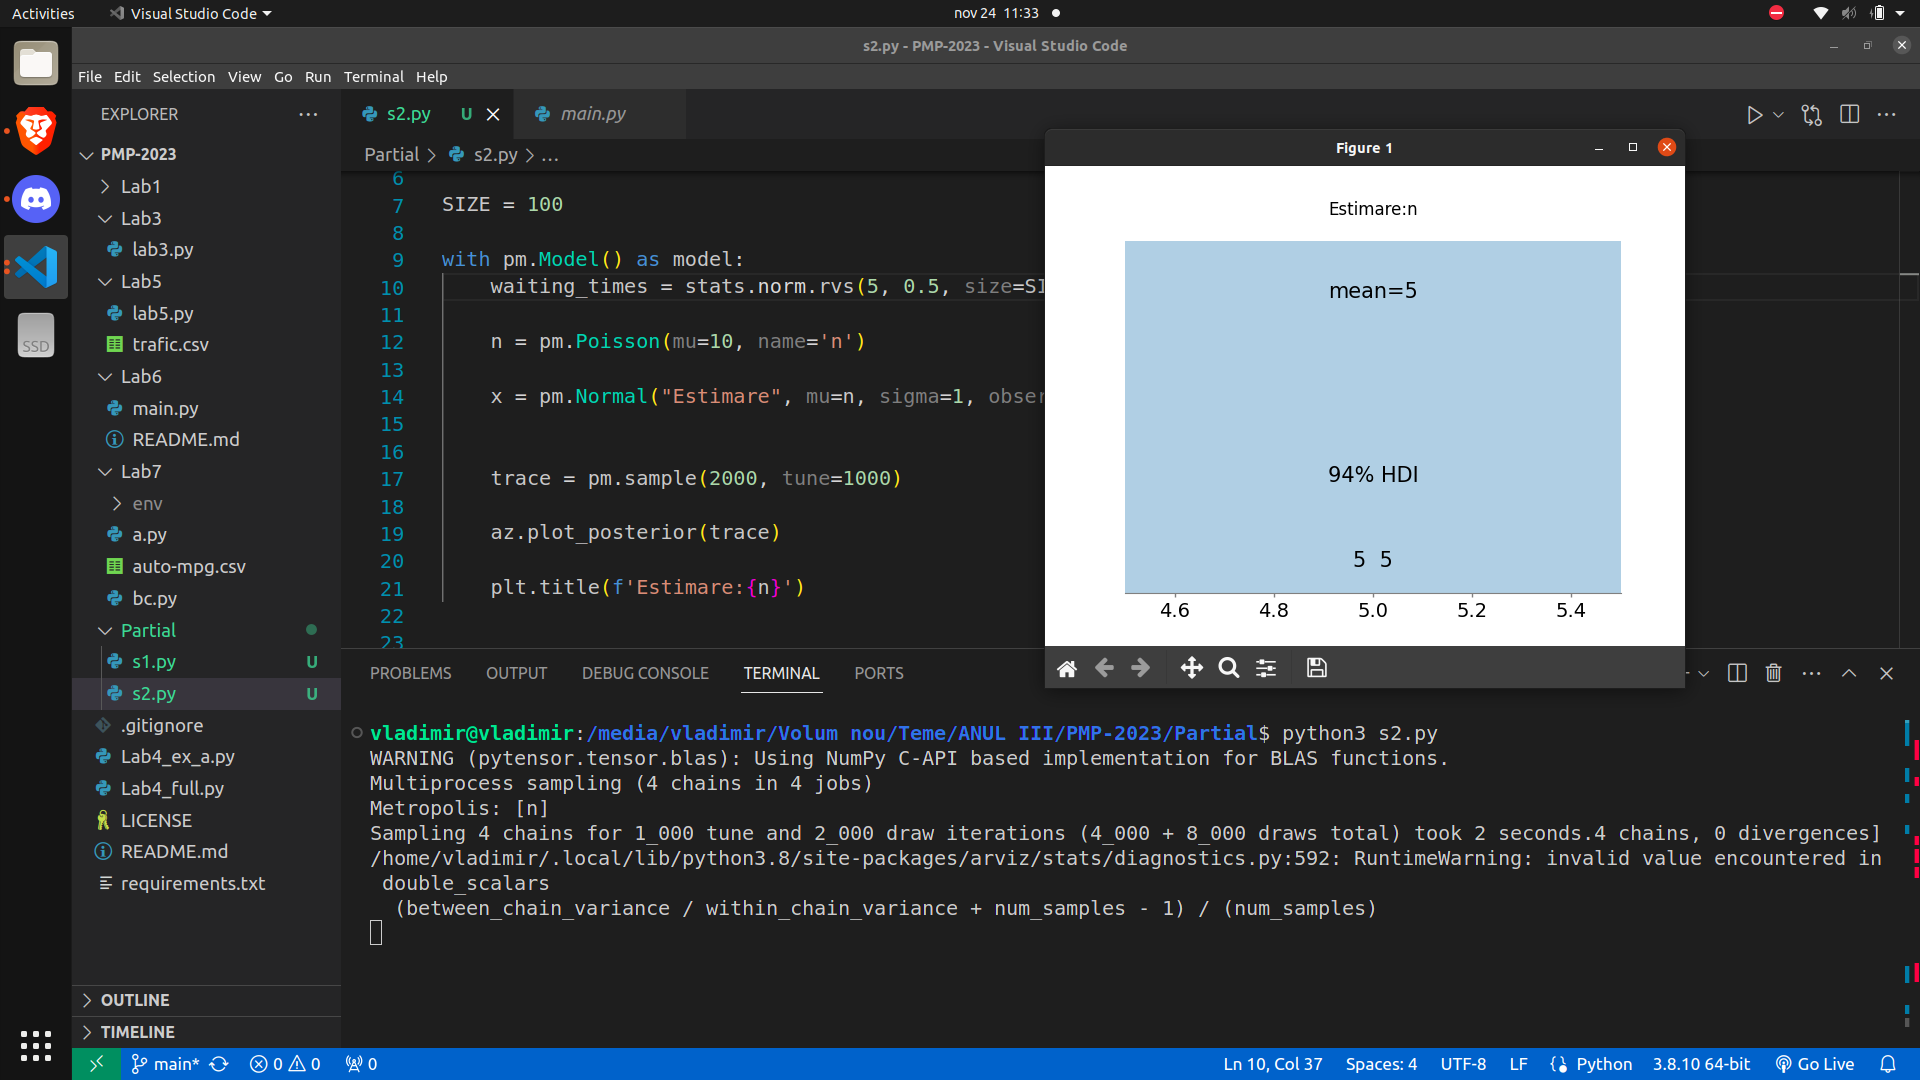 Activities
Visual Studio Code
nov 24 11:33
s2.py - PMP-2023 - Visual Studio Code
File Edit Selection View Go Run Terminal Help
EXPLORER
PMP-2023
Lab1
Lab3
lab3.py
Lab5
lab5.py
trafic.csv
Lab6
main.py
README.md
Lab7
env
a.py
auto-mpg.csv
bc.py
Partial
s1.py U
s2.py U
.gitignore
Lab4_ex_a.py
Lab4_full.py
LICENSE
README.md
requirements.txt
OUTLINE
TIMELINE
SSD
s2.py U
main.py
Partial > s2.py > ...
6
7 SIZE = 100
8
9 with pm.Model() as model:
10 waiting_times = stats.norm.rvs(5, 0.5, size=SI
11
12 n = pm.Poisson(mu=10, name='n')
13
14 x = pm.Normal("Estimare", mu=n, sigma=1, obser
15
16
17 trace = pm.sample(2000, tune=1000)
18
19 az.plot_posterior(trace)
20
21 plt.title(f'Estimare:{n}')
22
23
Figure 1
Estimare:n
mean=5
94% HDI
5 5
4.6 4.8 5.0 5.2 5.4
PROBLEMS OUTPUT DEBUG CONSOLE TERMINAL PORTS
vladimir@vladimir:/media/vladimir/Volum nou/Teme/ANUL III/PMP-2023/Partial$ python3 s2.py
WARNING (pytensor.tensor.blas): Using NumPy C-API based implementation for BLAS functions.
Multiprocess sampling (4 chains in 4 jobs)
Metropolis: [n]
Sampling 4 chains for 1_000 tune and 2_000 draw iterations (4_000 + 8_000 draws total) took 2 seconds.4 chains, 0 divergences]
/home/vladimir/.local/lib/python3.8/site-packages/arviz/stats/diagnostics.py:592: RuntimeWarning: invalid value encountered in
double_scalars
(between_chain_variance / within_chain_variance + num_samples - 1) / (num_samples)
main* 0 0 0
Ln 10, Col 37 Spaces: 4 UTF-8 LF {} Python 3.8.10 64-bit Go Live